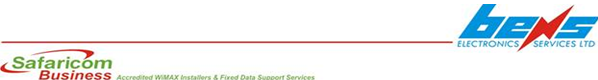 bens
ELECTRONICS SERVICES LTD
Safaricom
Business Accredited WiMAX Installers & Fixed Data Support Services